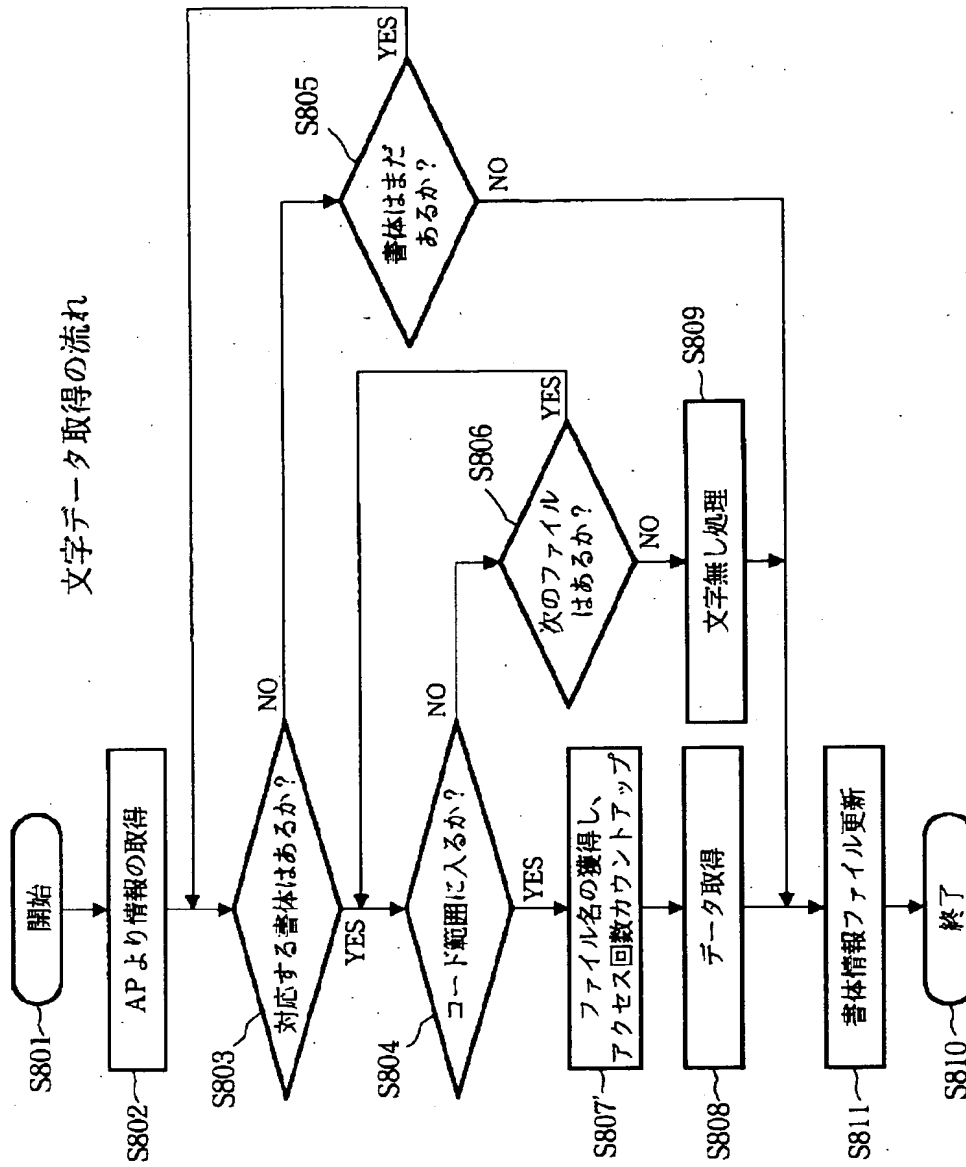 文字データ取得の流れ
S801
開始
S802
APより情報の取得
S803
対応する書体はあるか?
NO
YES
S805
書体はまだ
あるか?
YES
NO
S804
コード範囲に入るか?
NO
YES
S806
次のファイル
はあるか?
YES
NO
S807'
ファイル名の獲得し、
アクセス回数カウントアップ
S809
文字無し処理
S808
データ取得
S811
書体情報ファイル更新
S810
終了